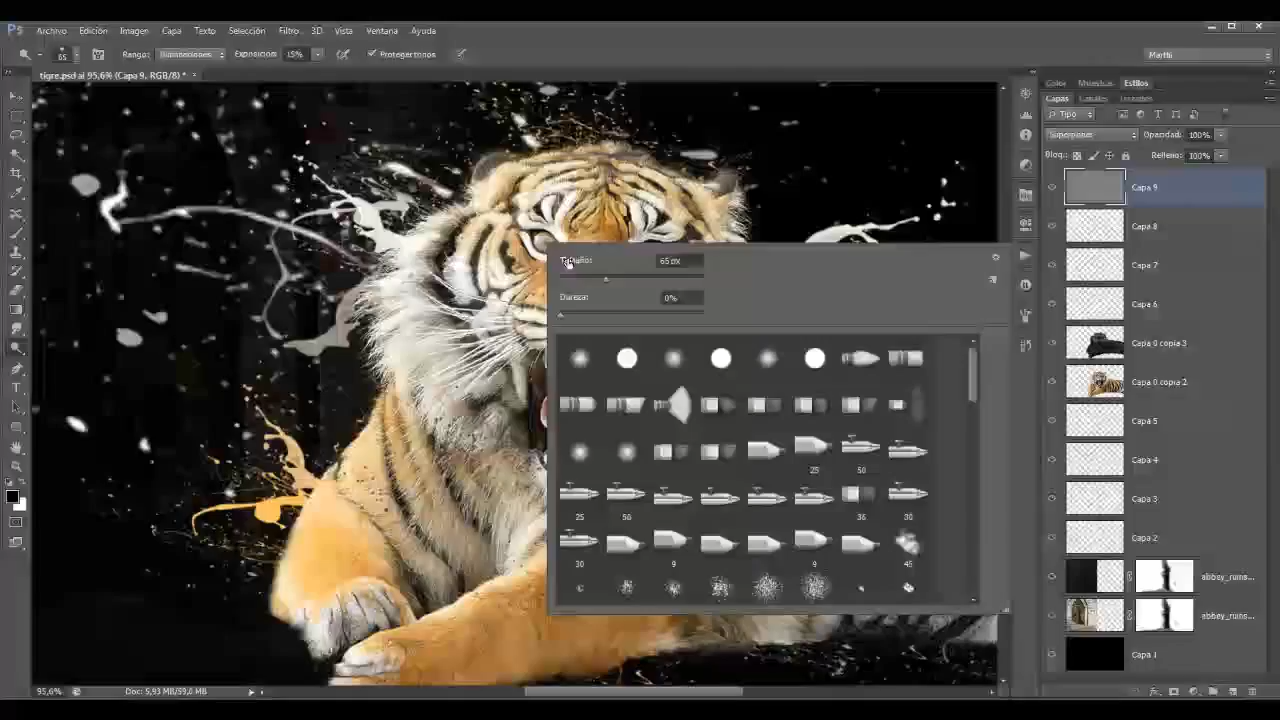 Ps Archivo Edición Imagen Capa Texto Selección Filtro 3D Vista Ventana Ayuda
65 Rango: Iluminaciones Exposición: 15% Proteger tonos Martti
tigre.psd al 95,6% (Capa 9, RGB/8) * ×
Color Muestras Estilos
Capas Canales Trazados
Tipo
Superponer Opacidad: 100%
Bloq.: Relleno: 100%
Capa 9
Capa 8
Capa 7
Capa 6
Capa 0 copia 3
Capa 0 copia 2
Capa 5
Capa 4
Capa 3
Capa 2
abbey_ruins...
abbey_ruins...
Capa 1
Tamaño: 65 px
Dureza: 0%
25 50
25 50 36 30
30 9 9 45
95,6% Doc: 5,93 MB/59,0 MB